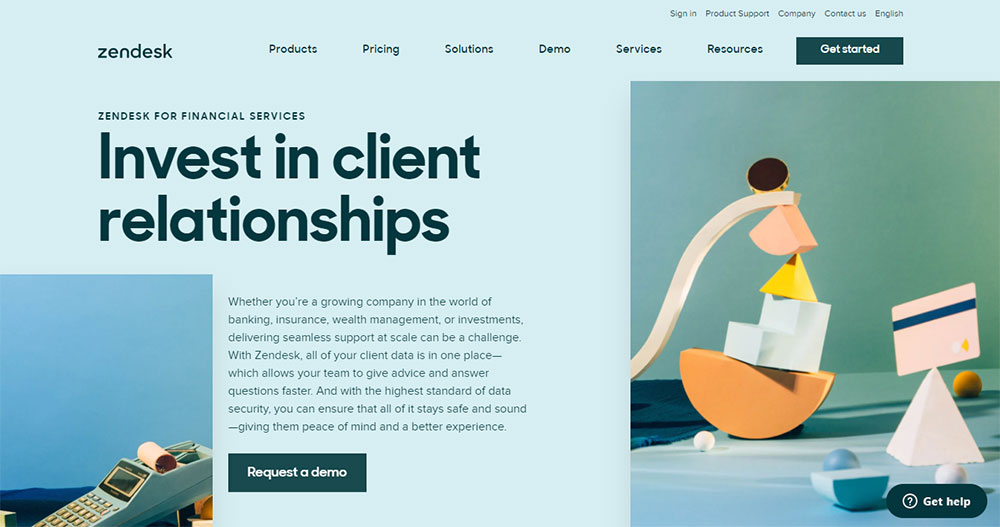 Sign in Product Support Company Contact us English
zendesk Products Pricing Solutions Demo Services Resources Get started
ZENDESK FOR FINANCIAL SERVICES
Invest in client
relationships
Whether you’re a growing company in the world of
banking, insurance, wealth management, or investments,
delivering seamless support at scale can be a challenge.
With Zendesk, all of your client data is in one place—
which allows your team to give advice and answer
questions faster. And with the highest standard of data
security, you can ensure that all of it stays safe and sound
—giving them peace of mind and a better experience.
Request a demo
Get help